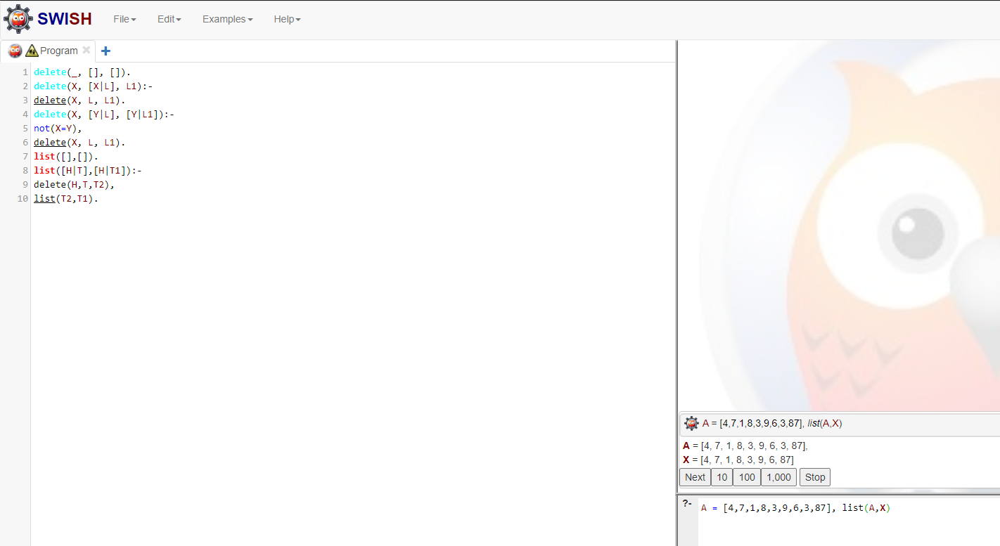 SWISH File Edit Examples Help
Program
1 delete(_, [], []).
2 delete(X, [X|L], L1):-
3 delete(X, L, L1).
4 delete(X, [Y|L], [Y|L1]):-
5 not(X=Y),
6 delete(X, L, L1).
7 list([],[]).
8 list([H|T],[H|T1]):-
9 delete(H,T,T2),
10 list(T2,T1).
A = [4,7,1,8,3,9,6,3,87], list(A,X)
A = [4, 7, 1, 8, 3, 9, 6, 3, 87],
X = [4, 7, 1, 8, 3, 9, 6, 87]
Next 10 100 1,000 Stop
?- A = [4,7,1,8,3,9,6,3,87], list(A,X)